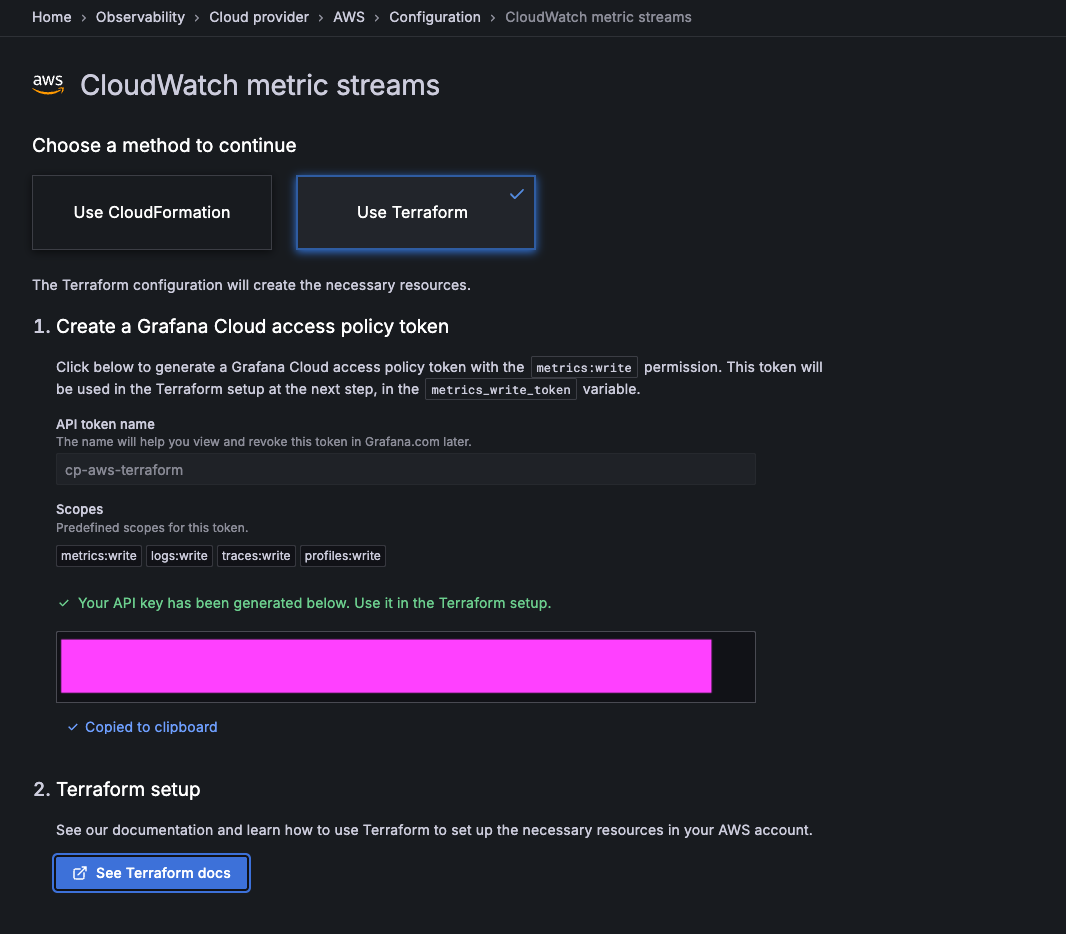 Home › Observability › Cloud provider › AWS › Configuration › CloudWatch metric streams
aws CloudWatch metric streams
Choose a method to continue
Use CloudFormation
Use Terraform
The Terraform configuration will create the necessary resources.
1. Create a Grafana Cloud access policy token
Click below to generate a Grafana Cloud access policy token with the metrics:write permission. This token will
be used in the Terraform setup at the next step, in the metrics_write_token variable.
API token name
The name will help you view and revoke this token in Grafana.com later.
cp-aws-terraform
Scopes
Predefined scopes for this token.
metrics:write logs:write traces:write profiles:write
Your API key has been generated below. Use it in the Terraform setup.
Copied to clipboard
2. Terraform setup
See our documentation and learn how to use Terraform to set up the necessary resources in your AWS account.
See Terraform docs